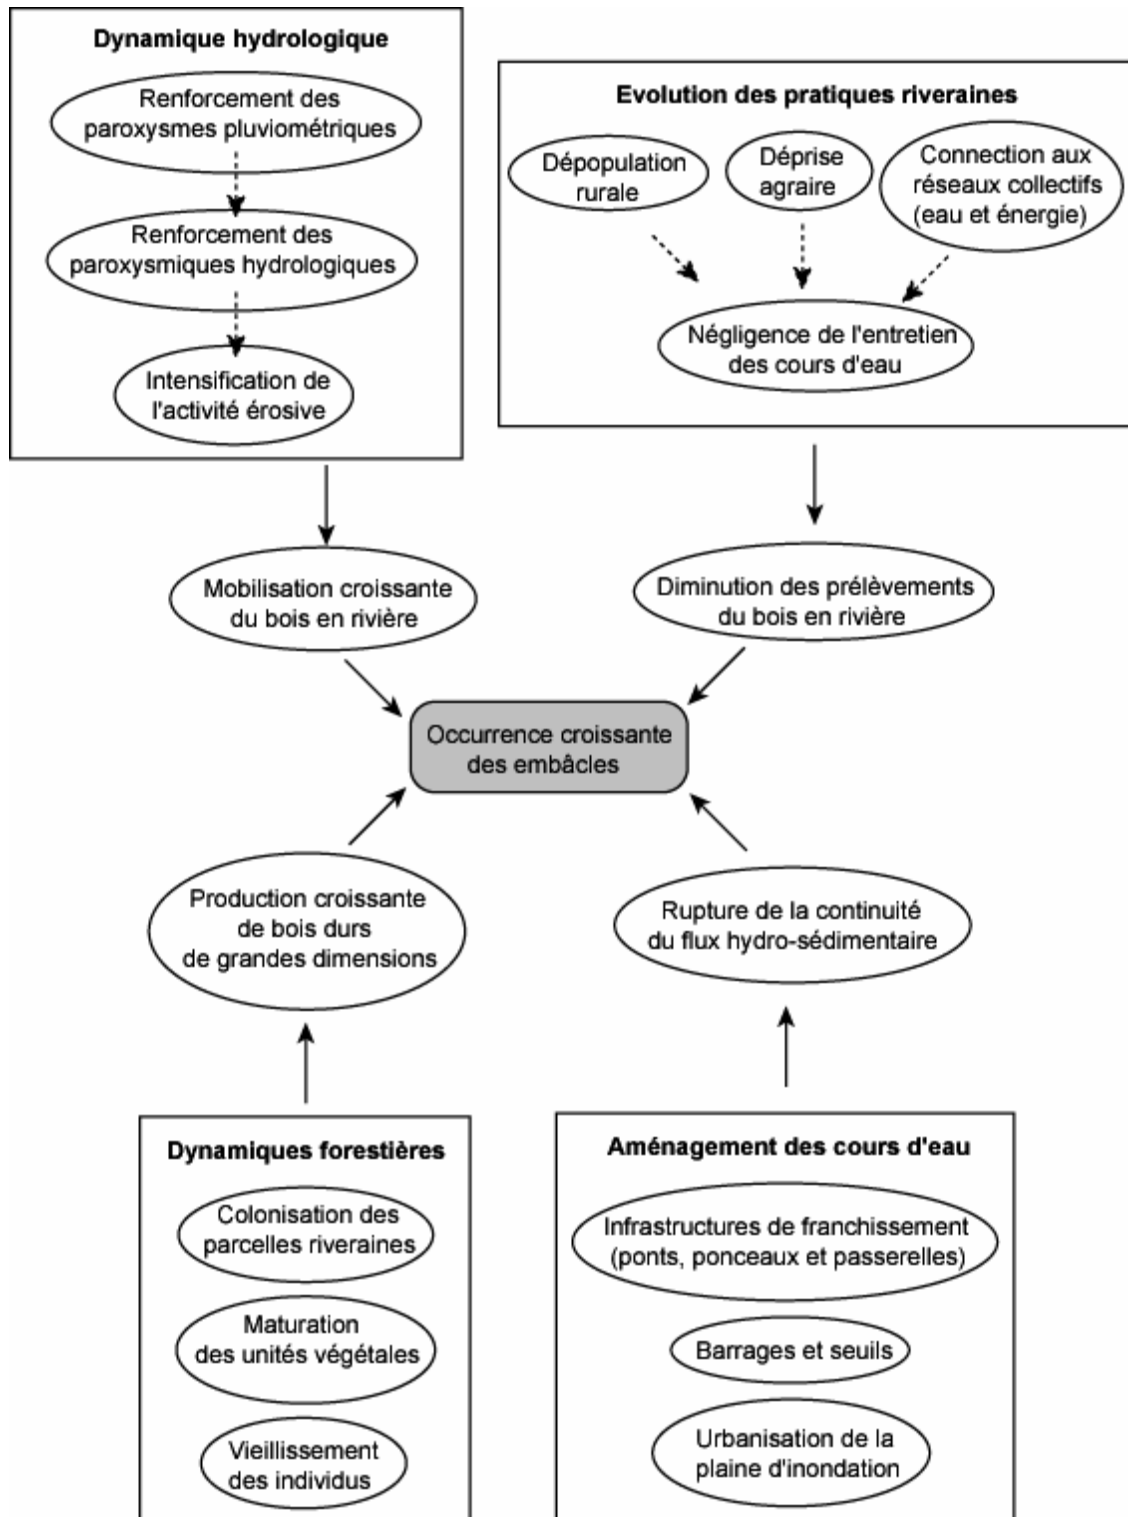 Dynamique hydrologique
Renforcement des
paroxysmes pluviométriques
Renforcement des
paroxysmiques hydrologiques
Intensification de
l'activité érosive
Evolution des pratiques riveraines
Dépopulation
rurale
Déprise
agraire
Connection aux
réseaux collectifs
(eau et énergie)
Négligence de l'entretien
des cours d'eau
Mobilisation croissante
du bois en rivière
Diminution des prélèvements
du bois en rivière
Occurrence croissante
des embâcles
Production croissante
de bois durs
de grandes dimensions
Rupture de la continuité
du flux hydro-sédimentaire
Dynamiques forestières
Colonisation des
parcelles riveraines
Maturation
des unités végétales
Vieillissement
des individus
Aménagement des cours d'eau
Infrastructures de franchissement
(ponts, ponceaux et passerelles)
Barrages et seuils
Urbanisation de la
plaine d'inondation